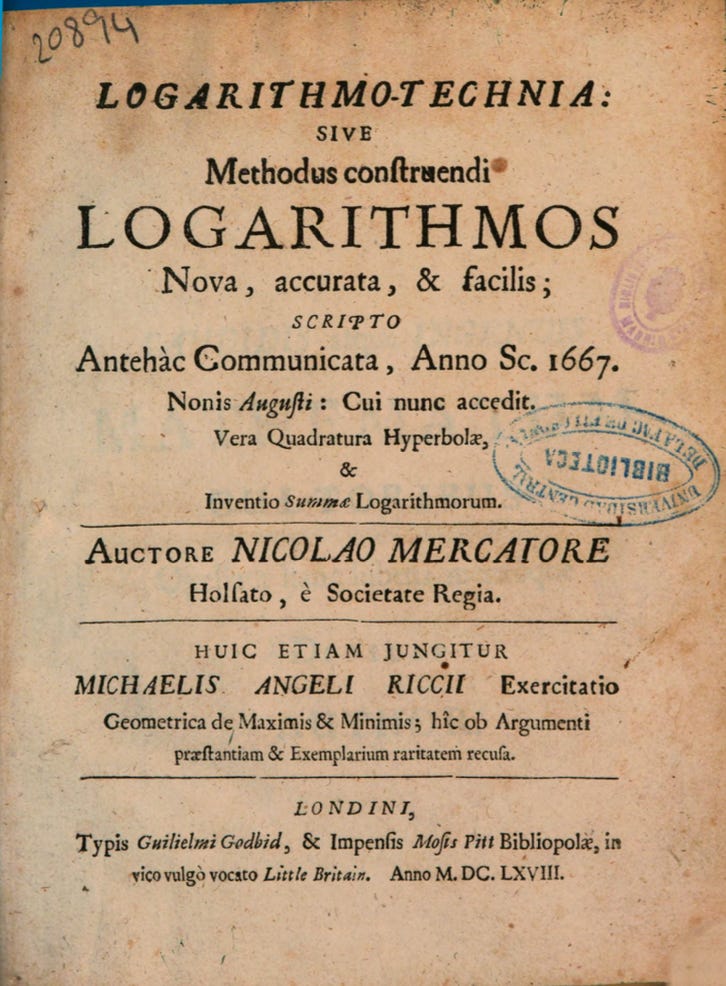 20894
LOGARITHMO-TECHNIA:
SIVE
Methodus conſtruendi
LOGARITHMOS
Nova, accurata, & facilis;
SCRIPTO
Antehàc Communicata, Anno Sc. 1667.
Nonis Auguſti: Cui nunc accedit.
Vera Quadratura Hyperbolæ,
&
Inventio Summæ Logarithmorum.
AUCTORE NICOLAO MERCATORE
Holſato, è Societate Regia.
HUIC ETIAM JUNGITUR
MICHAELIS ANGELI RICCII Exercitatio
Geometrica de Maximis & Minimis; hîc ob Argumenti
præſtantiam & Exemplarium raritatem recuſa.
LONDINI,
Typis Guilielmi Godbid, & Impenſis Moſis Pitt Bibliopolæ, in
vico vulgò vocato Little Britain. Anno M. DC. LXVIII.
BIBLIOTECA